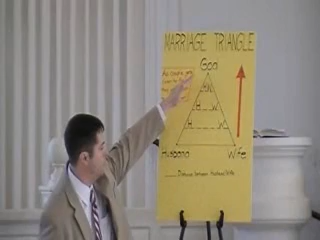 MARRIAGE TRIANGLE
God
H W
H W
Husband Wife
Distance between Husband/Wife